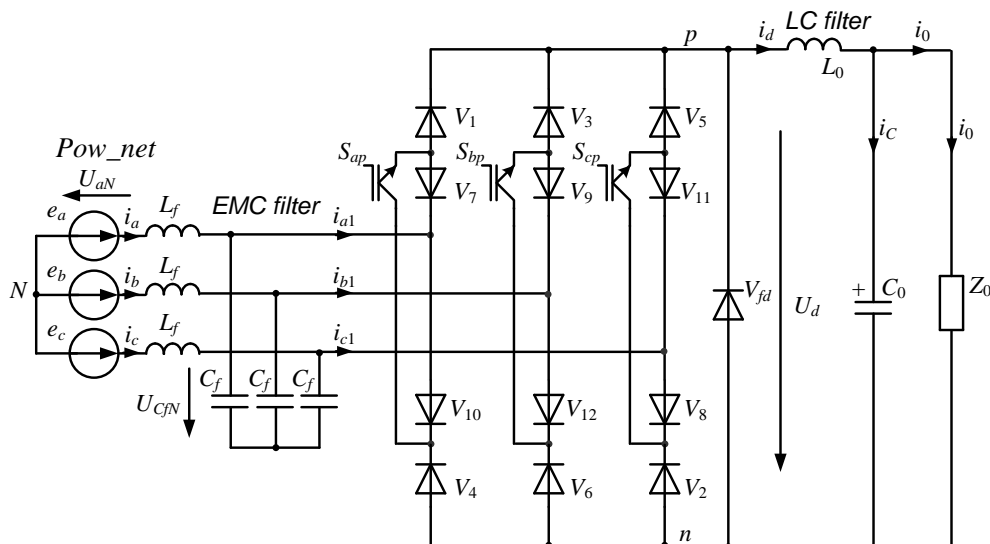 LC filter
p
i_d
i_0
L_0
V_1
V_3
V_5
i_C
i_0
S_ap
S_bp
S_cp
Pow_net
U_aN
V_7
V_9
V_11
e_a
i_a
L_f
EMC filter
i_a1
N
e_b
i_b
L_f
i_b1
V_fd
U_d
+
C_0
Z_0
e_c
i_c
L_f
i_c1
U_CfN
C_f
C_f
C_f
V_10
V_12
V_8
V_4
V_6
V_2
n